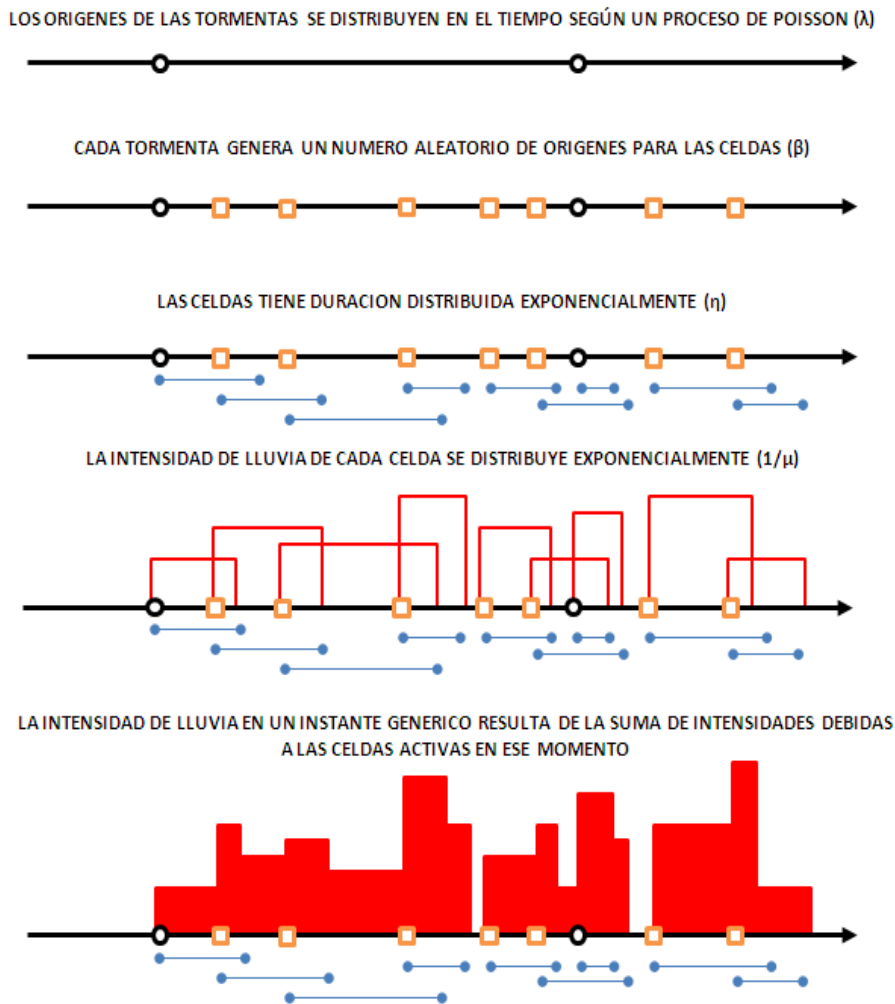 LOS ORIGENES DE LAS TORMENTAS SE DISTRIBUYEN EN EL TIEMPO SEGÚN UN PROCESO DE POISSON (λ)
CADA TORMENTA GENERA UN NUMERO ALEATORIO DE ORIGENES PARA LAS CELDAS (β)
LAS CELDAS TIENE DURACION DISTRIBUIDA EXPONENCIALMENTE (η)
LA INTENSIDAD DE LLUVIA DE CADA CELDA SE DISTRIBUYE EXPONENCIALMENTE (1/μ)
LA INTENSIDAD DE LLUVIA EN UN INSTANTE GENERICO RESULTA DE LA SUMA DE INTENSIDADES DEBIDAS
A LAS CELDAS ACTIVAS EN ESE MOMENTO